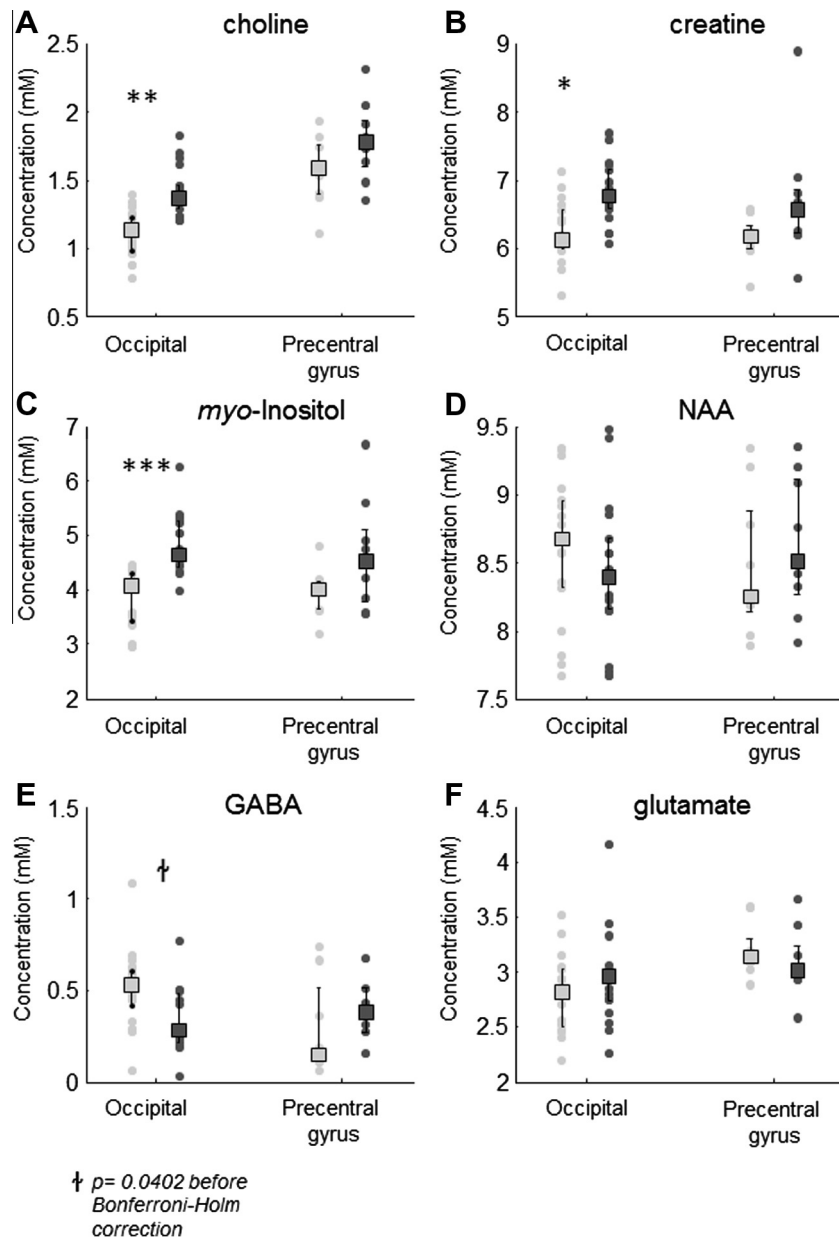 A choline
Concentration (mM)
2.5
2
1.5
1
0.5
**
Occipital
Precentral
gyrus
B creatine
Concentration (mM)
9
8
7
6
5
*
Occipital
Precentral
gyrus
C myo-Inositol
Concentration (mM)
7
6
5
4
3
2
***
Occipital
Precentral
gyrus
D NAA
Concentration (mM)
9.5
9
8.5
8
7.5
Occipital
Precentral
gyrus
E GABA
Concentration (mM)
1.5
1
0.5
0
Occipital
Precentral
gyrus
F glutamate
Concentration (mM)
4.5
4
3.5
3
2.5
2
Occipital
Precentral
gyrus
p= 0.0402 before
Bonferroni-Holm
correction